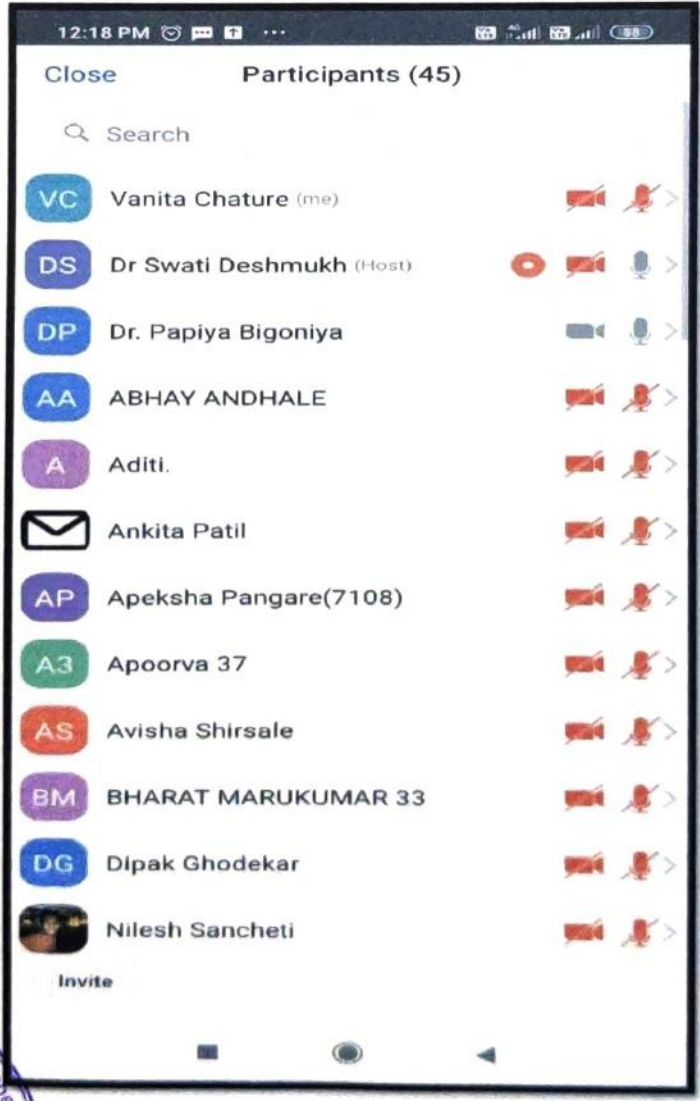 12:18 PM ...
Close Participants (45)
Search
VC Vanita Chature (me)
DS Dr Swati Deshmukh (Host)
DP Dr. Papiya Bigoniya
AA ABHAY ANDHALE
A Aditi.
Ankita Patil
AP Apeksha Pangare(7108)
A3 Apoorva 37
AS Avisha Shirsale
BM BHARAT MARUKUMAR 33
DG Dipak Ghodekar
Nilesh Sancheti
Invite